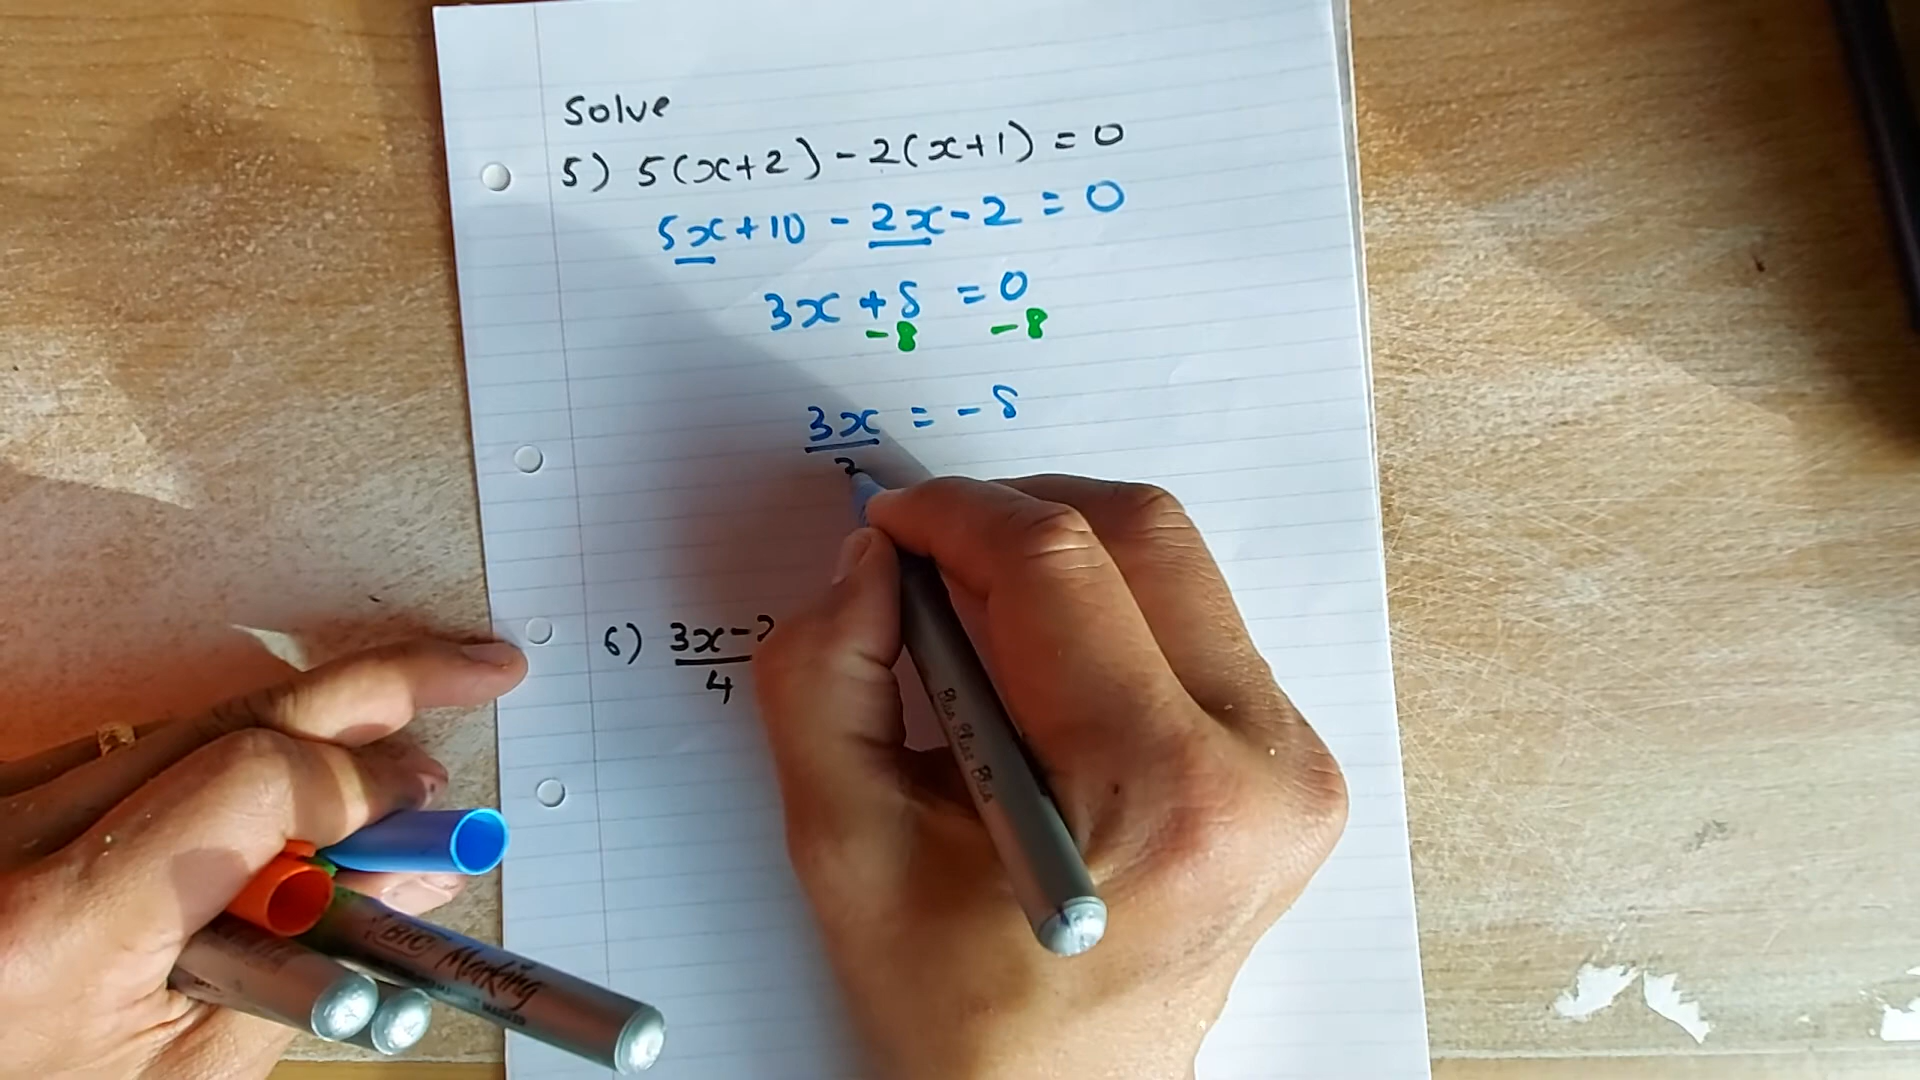 Solve
5) 5(x+2) - 2(x+1) = 0
5x+10 - 2x-2 = 0
3x + 8 = 0
-8 -8
3x = - 8
3
6) 3x-
4
BIC Marking